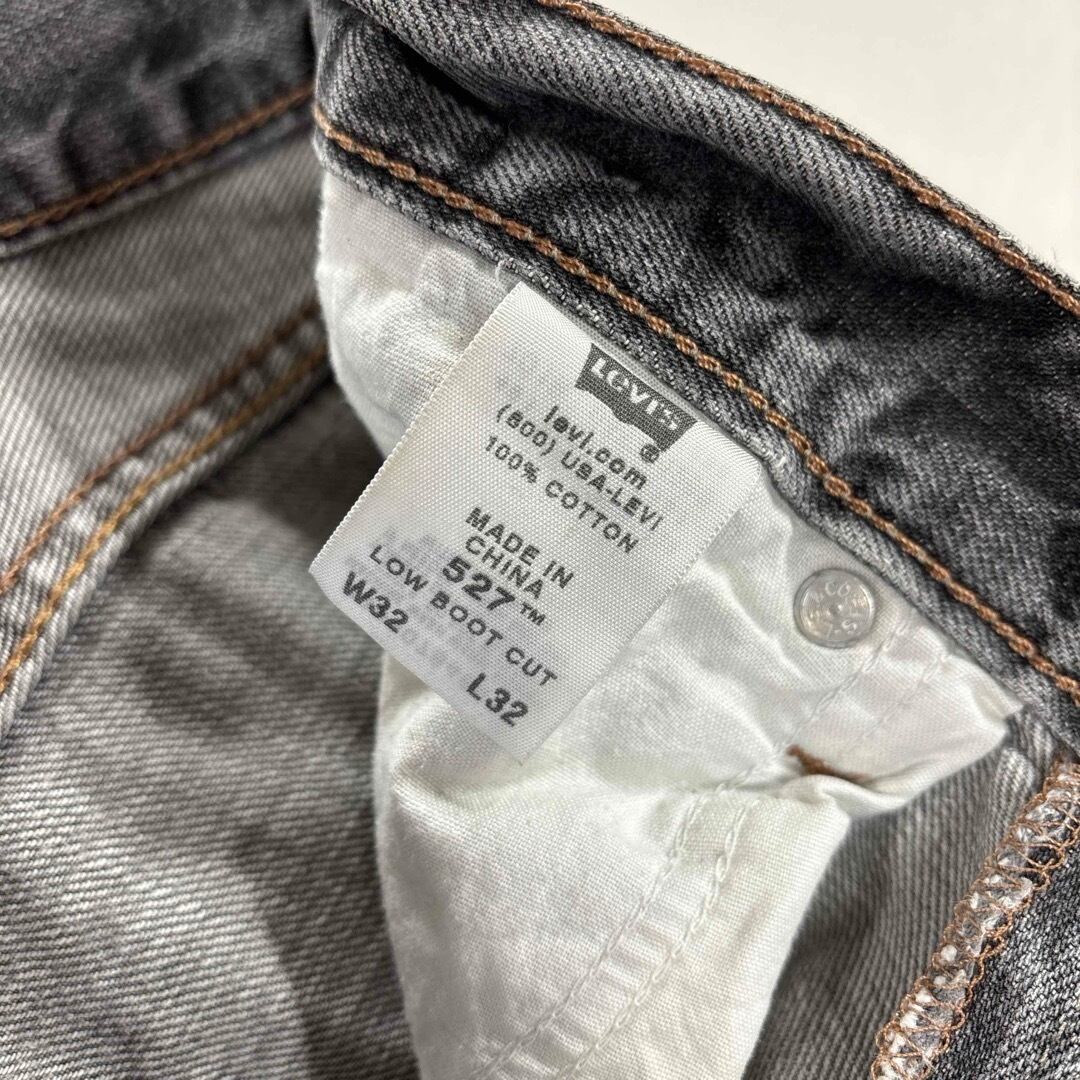 LEVI'S ®
levi.com
(800) USA-LEVI
100% COTTON
MADE IN
CHINA
527™
LOW BOOT CUT
W32 L32